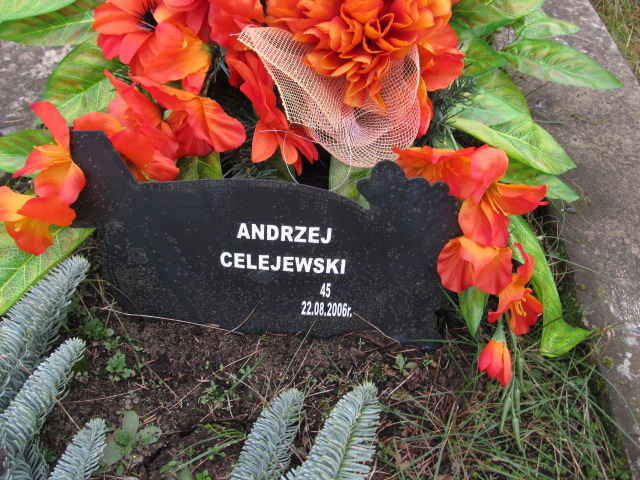 ANDRZEJ
CELEJEWSKI
45
22.08.2006r.